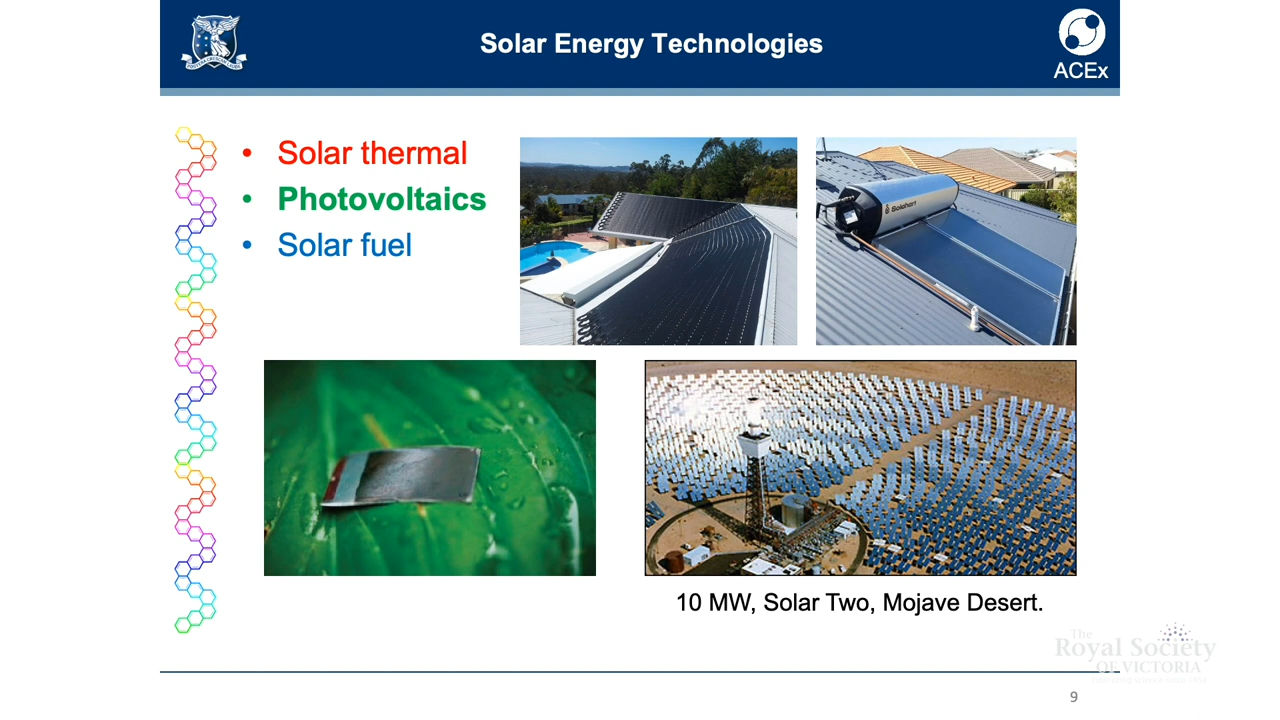 Solar Energy Technologies
ACEx
• Solar thermal
• Photovoltaics
• Solar fuel
Solahart
10 MW, Solar Two, Mojave Desert.
The
Royal Society
OF VICTORIA
9